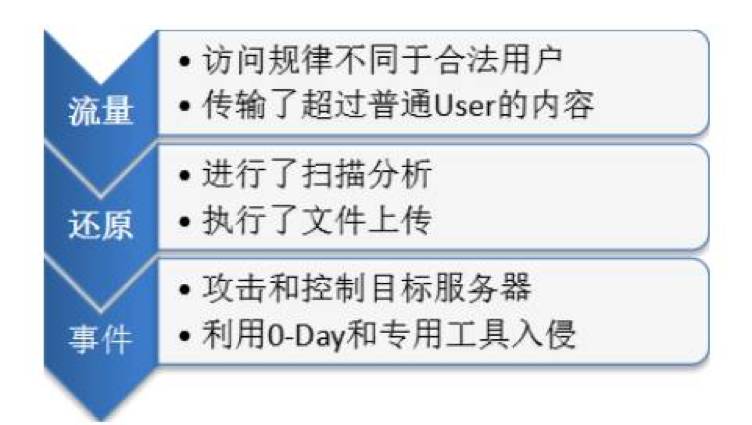 流量
• 访问规律不同于合法用户
• 传输了超过普通User的内容
还原
• 进行了扫描分析
• 执行了文件上传
事件
• 攻击和控制目标服务器
• 利用0-Day和专用工具入侵